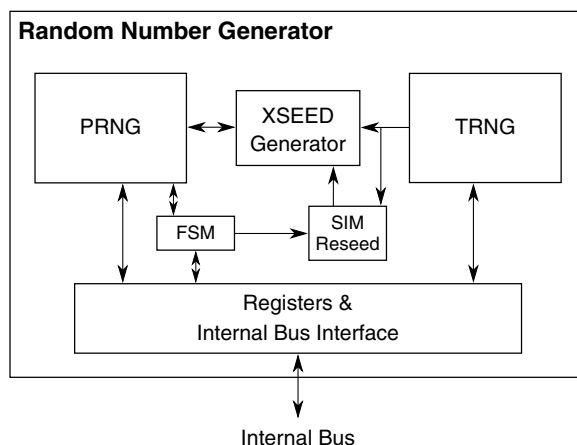 Random Number Generator
PRNG
XSEED
Generator
TRNG
FSM
SIM
Reseed
Registers &
Internal Bus Interface
Internal Bus